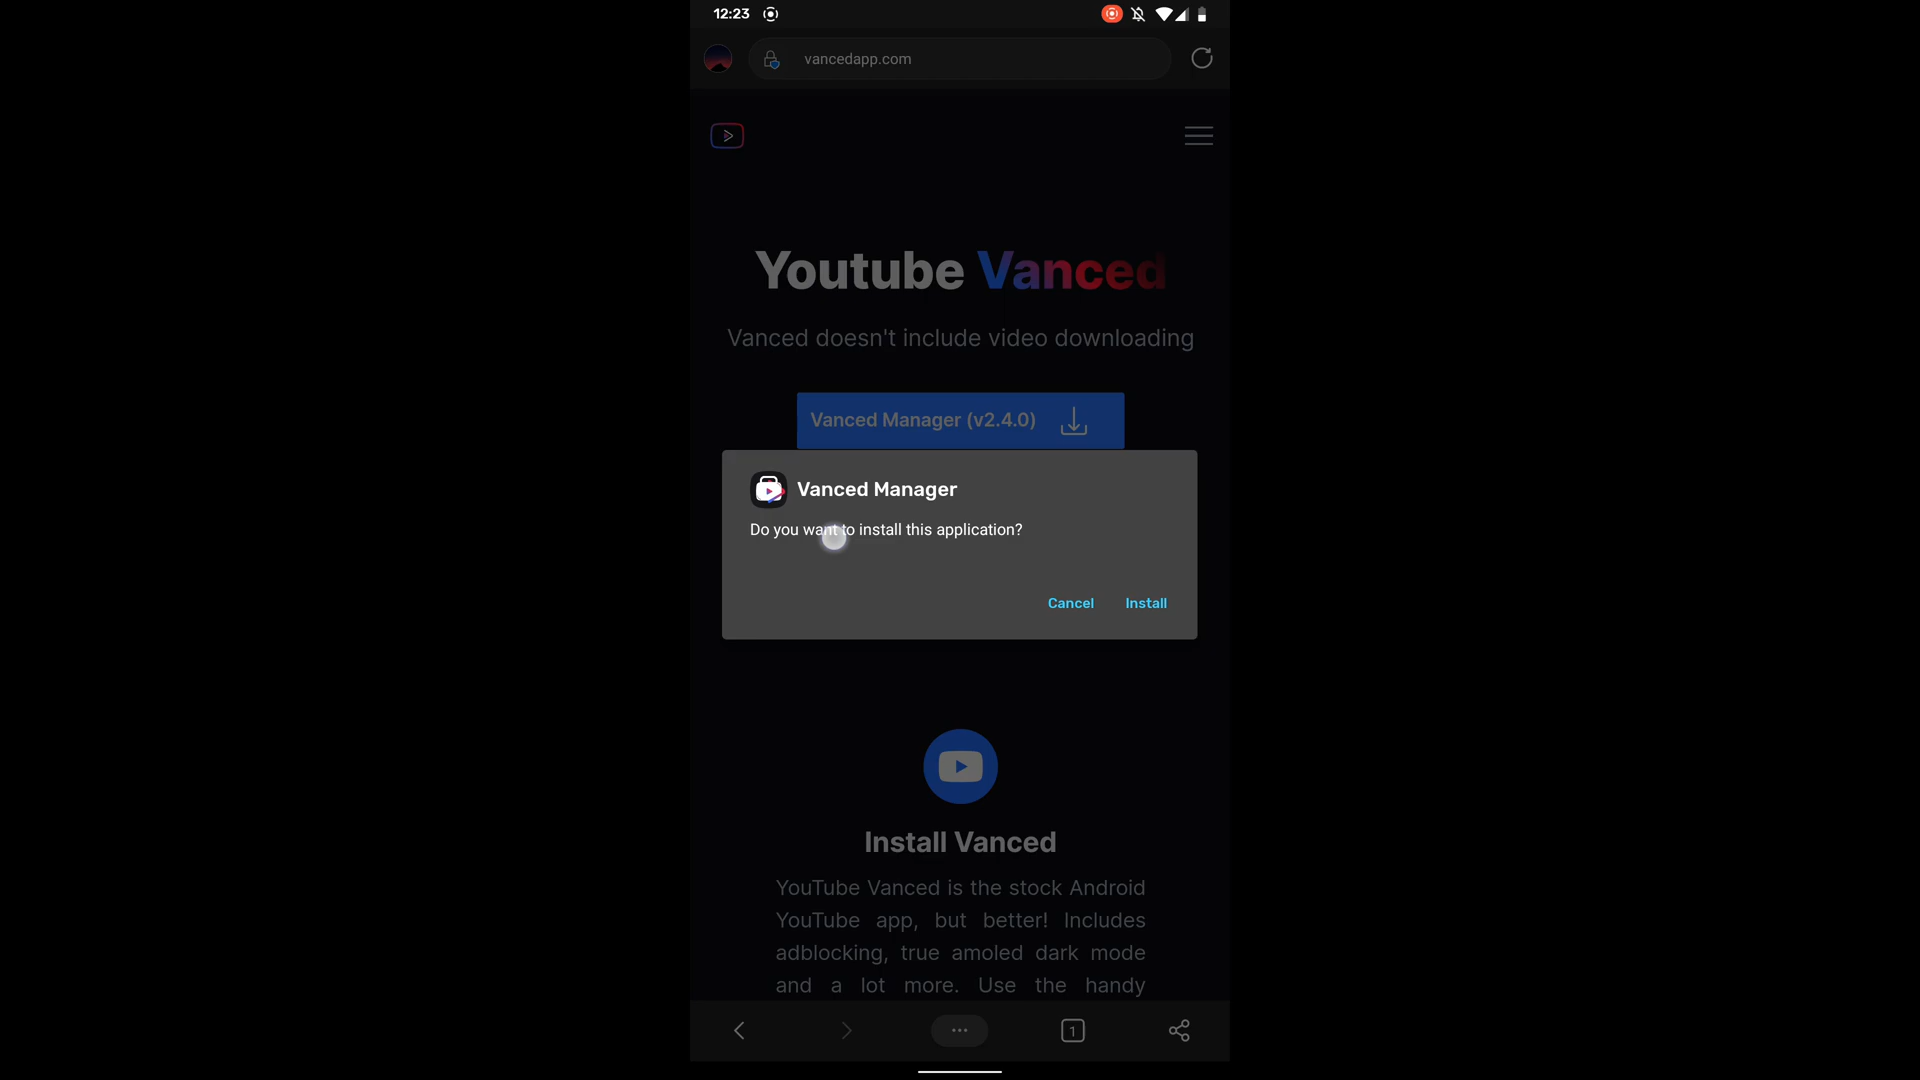 12:23
vancedapp.com
Youtube Vanced
Vanced doesn't include video downloading
Vanced Manager (v2.4.0)
Vanced Manager
Do you want to install this application?
Cancel Install
Install Vanced
YouTube Vanced is the stock Android
YouTube app, but better! Includes
adblocking, true amoled dark mode
and a lot more. Use the handy
1